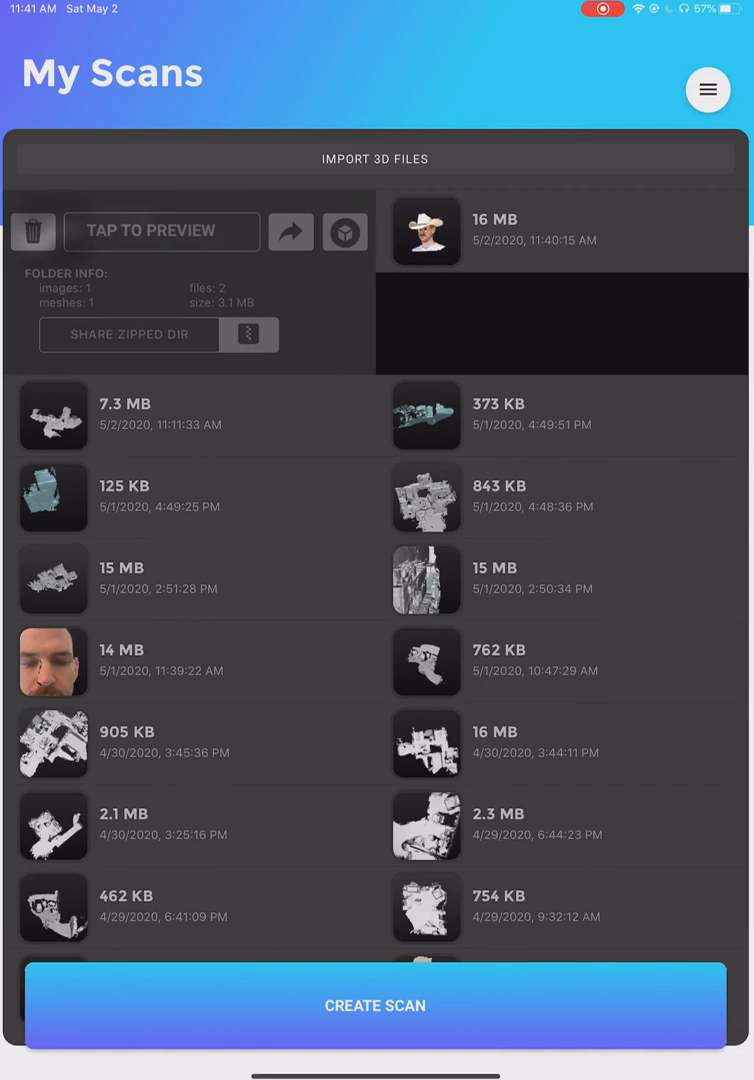 11:41 AM Sat May 2
57%
My Scans
IMPORT 3D FILES
TAP TO PREVIEW
FOLDER INFO:
images: 1 files: 2
meshes: 1 size: 3.1 MB
SHARE ZIPPED DIR
16 MB
5/2/2020, 11:40:15 AM
7.3 MB
5/2/2020, 11:11:33 AM
373 KB
5/1/2020, 4:49:51 PM
125 KB
5/1/2020, 4:49:25 PM
843 KB
5/1/2020, 4:48:36 PM
15 MB
5/1/2020, 2:51:28 PM
15 MB
5/1/2020, 2:50:34 PM
14 MB
5/1/2020, 11:39:22 AM
762 KB
5/1/2020, 10:47:29 AM
905 KB
4/30/2020, 3:45:36 PM
16 MB
4/30/2020, 3:44:11 PM
2.1 MB
4/30/2020, 3:25:16 PM
2.3 MB
4/29/2020, 6:44:23 PM
462 KB
4/29/2020, 6:41:09 PM
754 KB
4/29/2020, 9:32:12 AM
CREATE SCAN